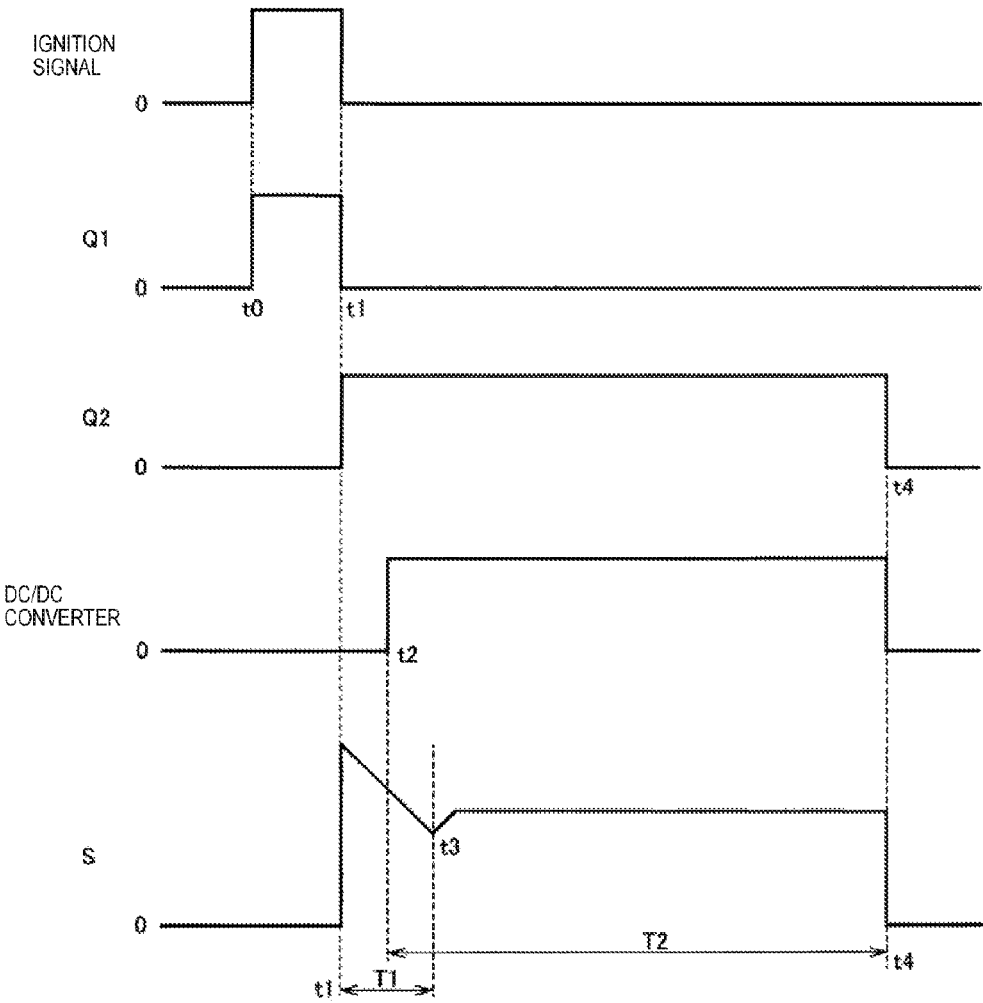 IGNITION
SIGNAL
0
Q1
0
t0
t1
Q2
0
t4
DC/DC
CONVERTER
0
t2
S
t3
0
T2
t4
t1
T1